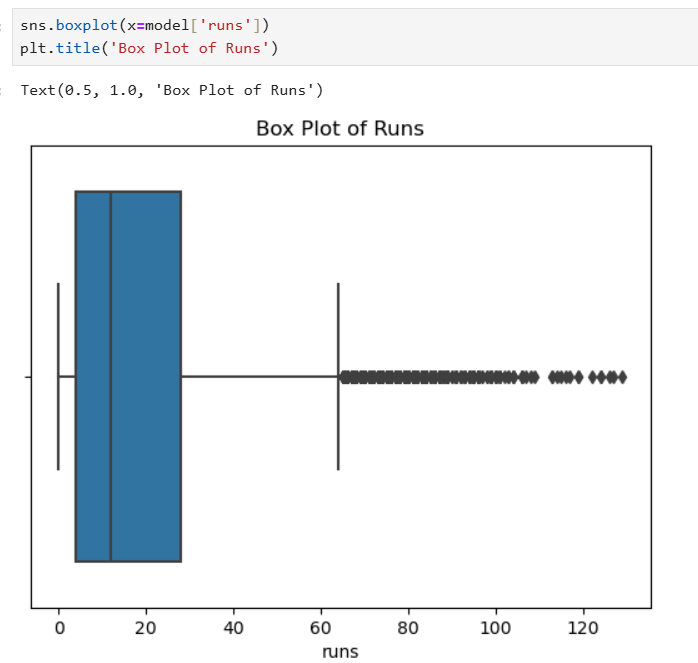 sns.boxplot(x=model['runs'])
plt.title('Box Plot of Runs')
Text(0.5, 1.0, 'Box Plot of Runs')
Box Plot of Runs
0 20 40 60 80 100 120
runs